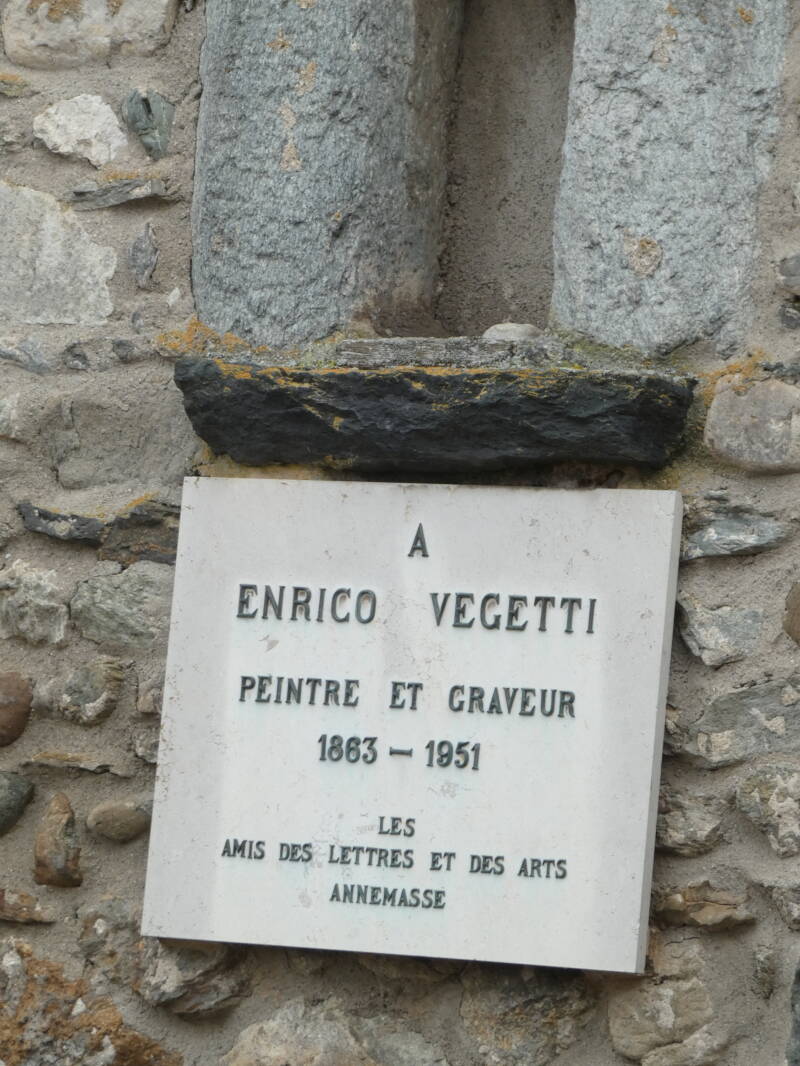 A
ENRICO VEGETTI
PEINTRE ET GRAVEUR
1863 - 1951
LES
AMIS DES LETTRES ET DES ARTS
ANNEMASSE